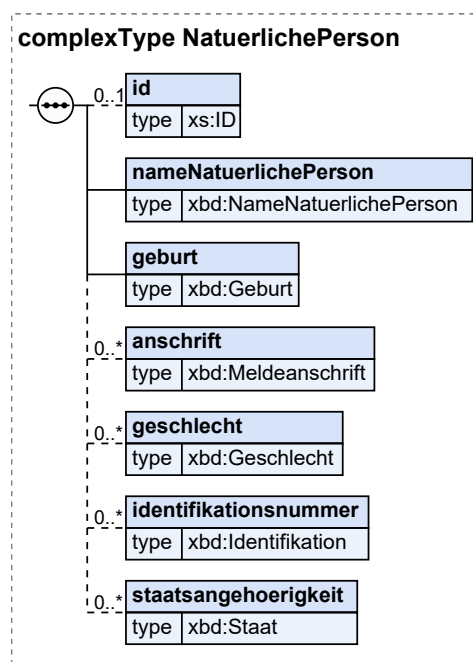 complexType NatuerlichePerson
0..1 id
type xs:ID
nameNatuerlichePerson
type xbd:NameNatuerlichePerson
geburt
type xbd:Geburt
0..* anschrift
type xbd:Meldeanschrift
0..* geschlecht
type xbd:Geschlecht
0..* identifikationsnummer
type xbd:Identifikation
0..* staatsangehoerigkeit
type xbd:Staat